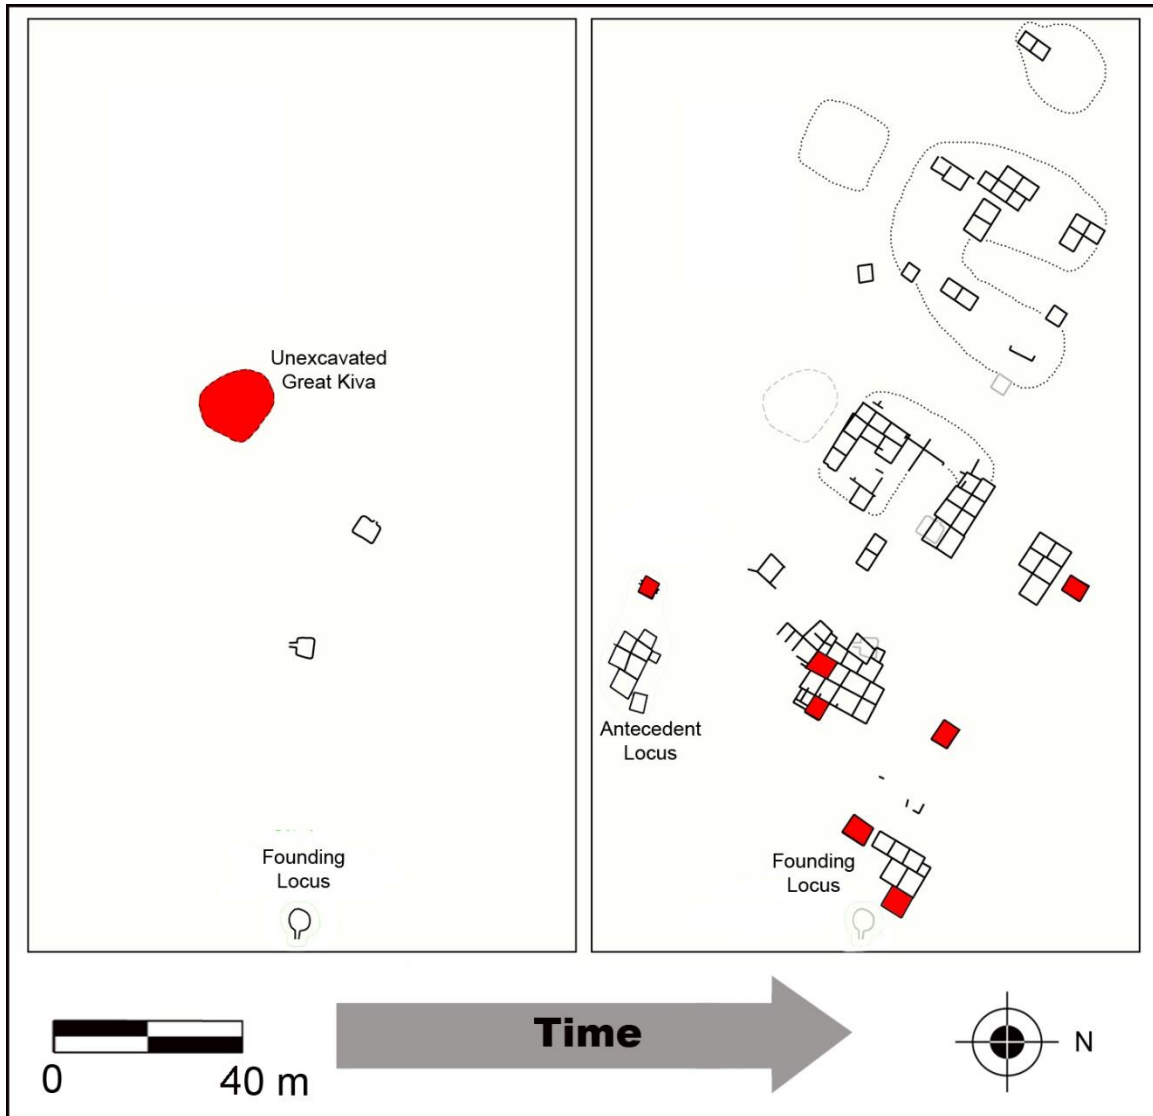 Unexcavated
Great Kiva
Founding
Locus
Antecedent
Locus
Founding
Locus
0
40 m
Time
N